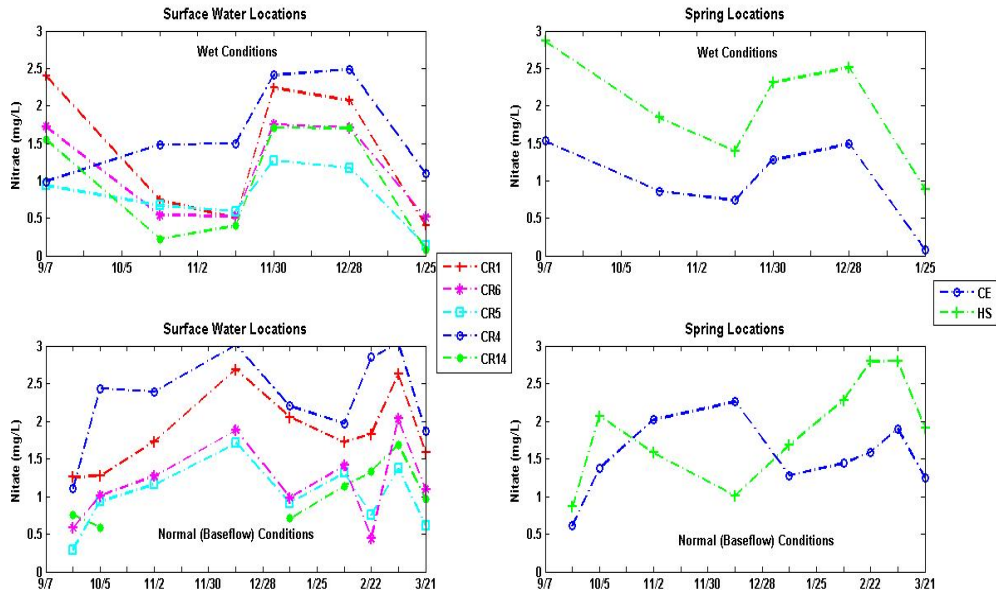 Surface Water Locations
Wet Conditions
Nitrate (mg/L)
3
2.5
2
1.5
1
0.5
0
9/7 10/5 11/2 11/30 12/28 1/25
Spring Locations
Wet Conditions
Nitrate (mg/L)
3
2.5
2
1.5
1
0.5
0
9/7 10/5 11/2 11/30 12/28 1/25
CR1
CR6
CR5
CR4
CR14
CE
HS
Surface Water Locations
Normal (Baseflow) Conditions
Nitrate (mg/L)
3
2.5
2
1.5
1
0.5
0
9/7 10/5 11/2 11/30 12/28 1/25 2/22 3/21
Spring Locations
Normal (Baseflow) Conditions
Nitrate (mg/L)
3
2.5
2
1.5
1
0.5
0
9/7 10/5 11/2 11/30 12/28 1/25 2/22 3/21